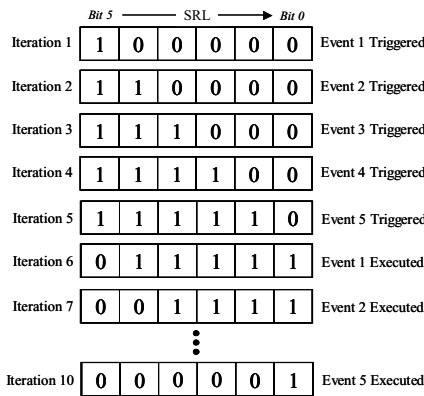 Bit 5 SRL Bit 0
Iteration 1 1 0 0 0 0 0 Event 1 Triggered
Iteration 2 1 1 0 0 0 0 Event 2 Triggered
Iteration 3 1 1 1 0 0 0 Event 3 Triggered
Iteration 4 1 1 1 1 0 0 Event 4 Triggered
Iteration 5 1 1 1 1 1 0 Event 5 Triggered
Iteration 6 0 1 1 1 1 1 Event 1 Executed
Iteration 7 0 0 1 1 1 1 Event 2 Executed
Iteration 10 0 0 0 0 0 1 Event 5 Executed